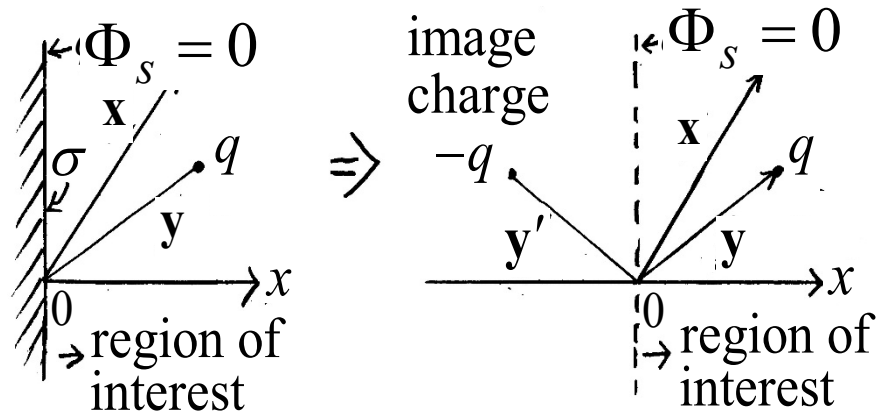 Φₛ = 0
x
σ
q
y
x
0
region of
interest
⇒
image
charge
Φₛ = 0
x
−q
q
y′
y
x
0
region of
interest